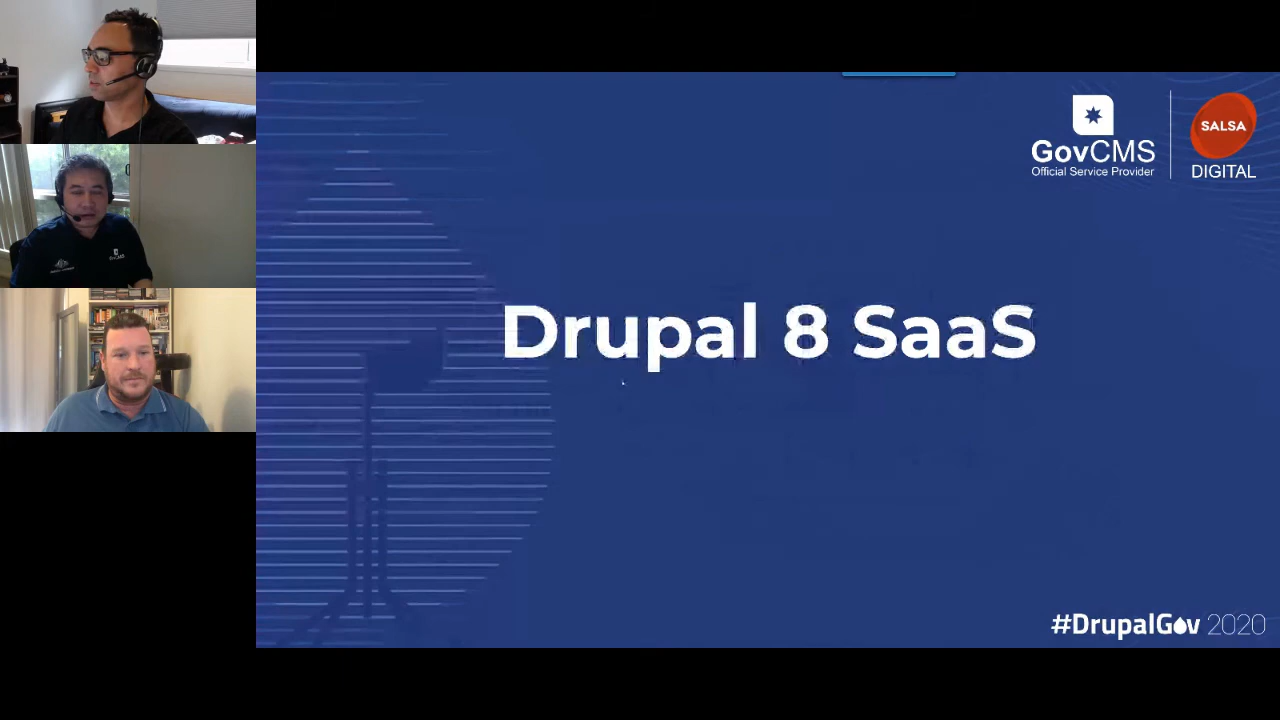 GovCMS
Official Service Provider
SALSA
DIGITAL
Drupal 8 SaaS
#DrupalGov 2020